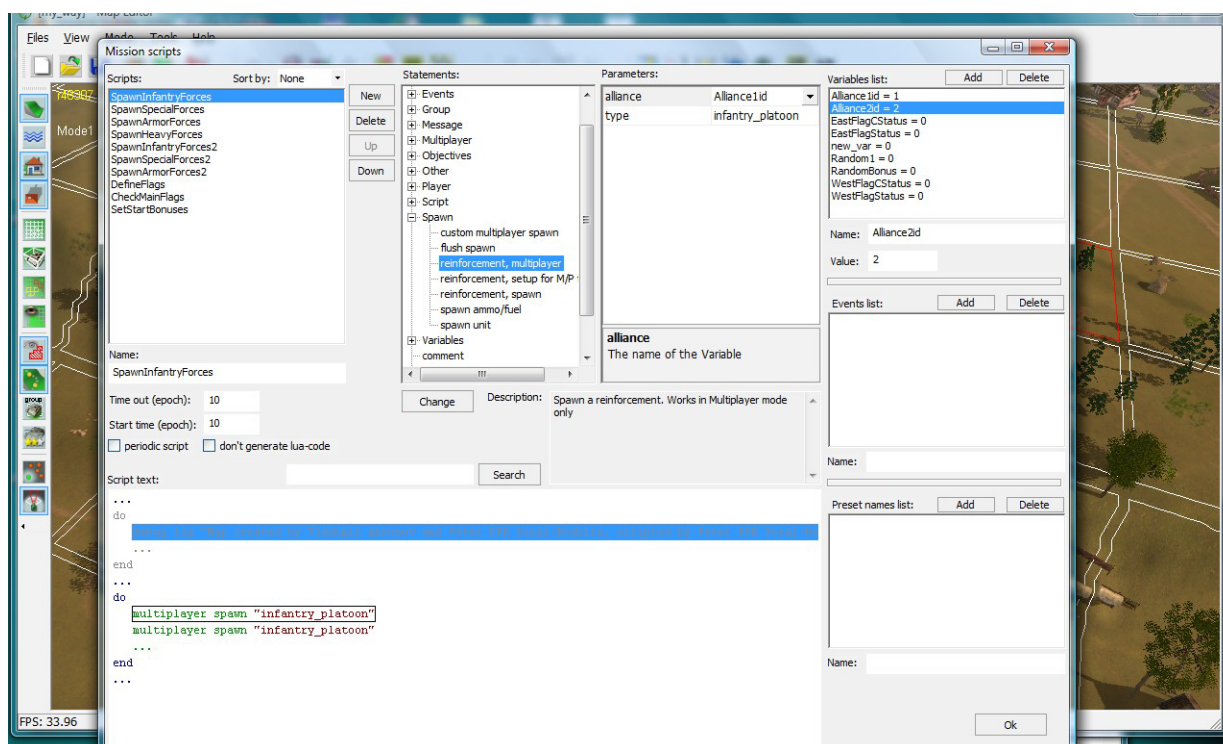 [my_way] Map Editor
Files View Mode Tools Help
Mission scripts
Mode1
Scripts: Sort by: None
SpawnInfantryForces
SpawnSpecialForces
SpawnArmorForces
SpawnHeavyForces
SpawnInfantryForces2
SpawnSpecialForces2
SpawnArmorForces2
DefineFlags
CheckMainFlags
SetStartBonuses
New
Delete
Up
Down
Name:
SpawnInfantryForces
Time out (epoch): 10
Start time (epoch): 10
periodic script don't generate lua-code
Statements:
Events
Group
Message
Multiplayer
Objectives
Other
Player
Script
Spawn
custom multiplayer spawn
flush spawn
reinforcement, multiplayer
reinforcement, setup for M/P
reinforcement, spawn
spawn ammo/fuel
spawn unit
Variables
comment
Change
Parameters:
alliance Alliance1id
type infantry_platoon
alliance
The name of the Variable
Description: Spawn a reinforcement. Works in Multiplayer mode
only
Search
Script text:
...
do
...
end
...
do
multiplayer spawn "infantry_platoon"
multiplayer spawn "infantry_platoon"
...
end
...
Variables list: Add Delete
Alliance1id = 1
Alliance2id = 2
EastFlagCStatus = 0
EastFlagStatus = 0
new_var = 0
Random1 = 0
RandomBonus = 0
WestFlagCStatus = 0
WestFlagStatus = 0
Name: Alliance2id
Value: 2
Events list: Add Delete
Name:
Preset names list: Add Delete
Name:
Ok
group
FPS: 33.96